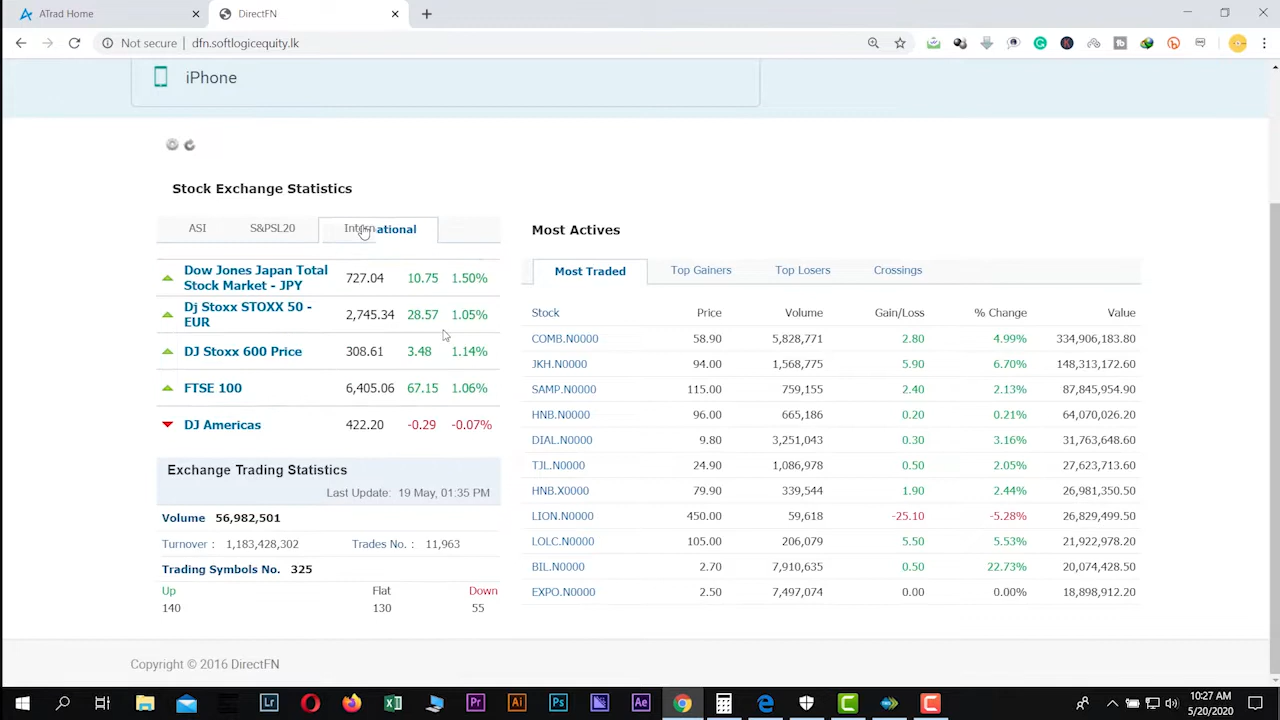 ATrad Home
DirectFN
Not secure
dfn.softlogicequity.lk
iPhone
Stock Exchange Statistics
ASI
S&PSL20
International
Dow Jones Japan Total
Stock Market - JPY
727.04 10.75 1.50%
Dj Stoxx STOXX 50 -
EUR
2,745.34 28.57 1.05%
DJ Stoxx 600 Price 308.61 3.48 1.14%
FTSE 100 6,405.06 67.15 1.06%
DJ Americas 422.20 -0.29 -0.07%
Exchange Trading Statistics
Last Update: 19 May, 01:35 PM
Volume 56,982,501
Turnover : 1,183,428,302 Trades No. : 11,963
Trading Symbols No. 325
Up Flat Down
140 130 55
Most Actives
Most Traded Top Gainers Top Losers Crossings
Stock Price Volume Gain/Loss % Change Value
COMB.N0000 58.90 5,828,771 2.80 4.99% 334,906,183.80
JKH.N0000 94.00 1,568,775 5.90 6.70% 148,313,172.60
SAMP.N0000 115.00 759,155 2.40 2.13% 87,845,954.90
HNB.N0000 96.00 665,186 0.20 0.21% 64,070,026.20
DIAL.N0000 9.80 3,251,043 0.30 3.16% 31,763,648.60
TJL.N0000 24.90 1,086,978 0.50 2.05% 27,623,713.60
HNB.X0000 79.90 339,544 1.90 2.44% 26,981,350.50
LION.N0000 450.00 59,618 -25.10 -5.28% 26,829,499.50
LOLC.N0000 105.00 206,079 5.50 5.53% 21,922,978.20
BIL.N0000 2.70 7,910,635 0.50 22.73% 20,074,428.50
EXPO.N0000 2.50 7,497,074 0.00 0.00% 18,898,912.20
Copyright © 2016 DirectFN
Lr
Pr
Ai
Ps
Ae
10:27 AM
5/20/2020